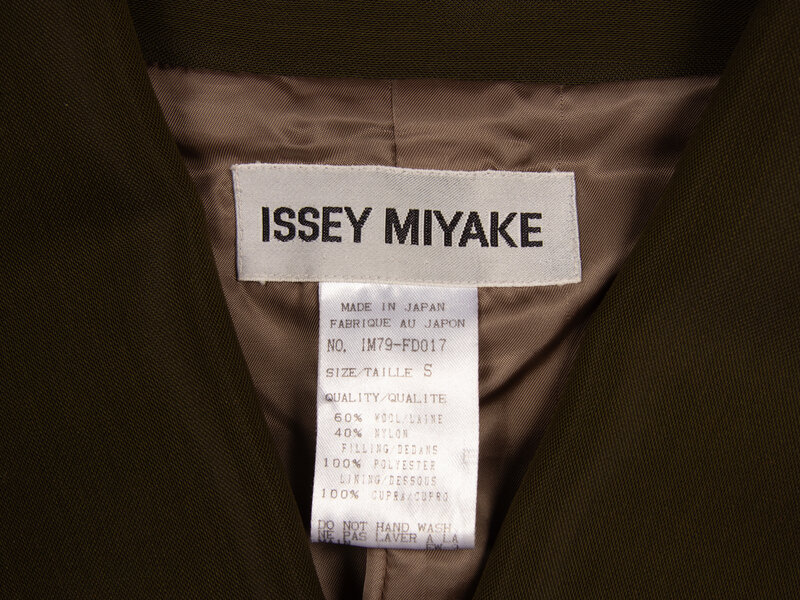 ISSEY MIYAKE
MADE IN JAPAN
FABRIQUE AU JAPON
NO. IM79-FD017
SIZE/TAILLE S
QUALITY/QUALITE
60% WOOL/LAINE
40% NYLON
FILLING/DEDANS
100% POLYESTER
LINING/DESSOUS
100% CUPRA/CUPRO
DO NOT HAND WASH
NE PAS LAVER A LA
MAIN